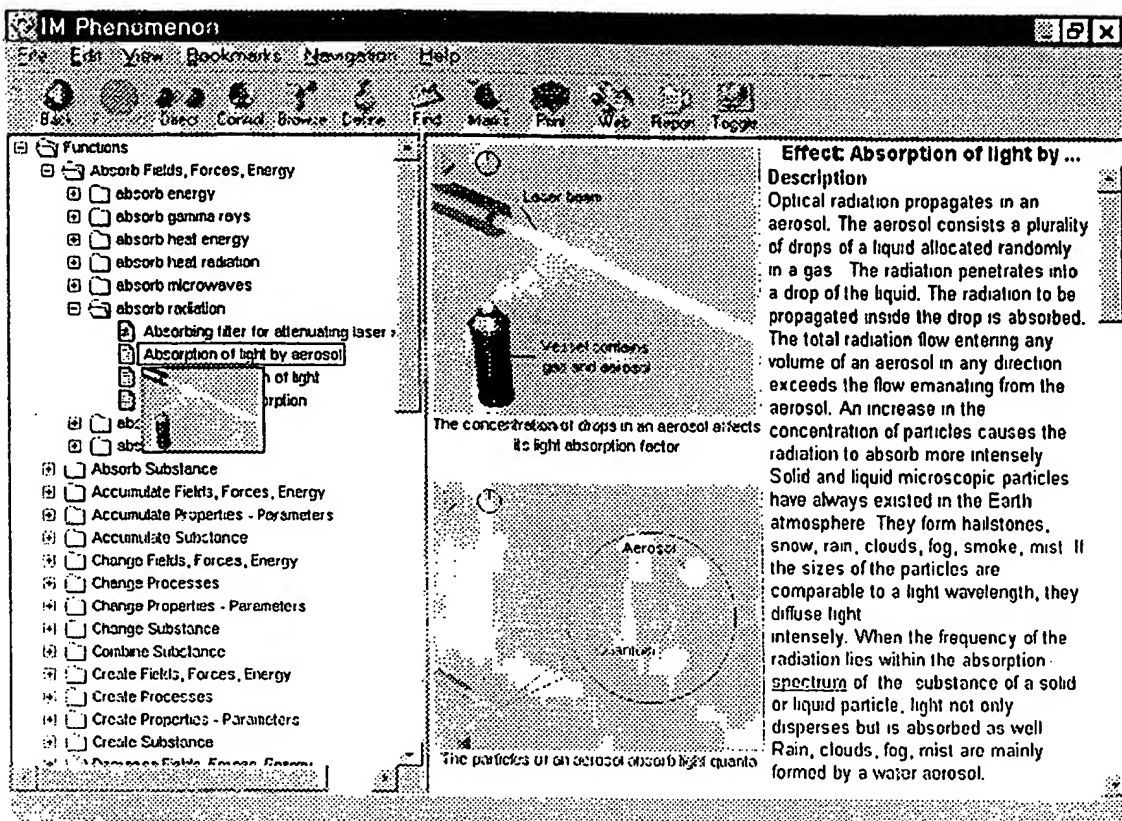 IM Phenomenon
File Edit View Bookmarks Navigation Help
Back Direct Consul Browse Define Find Marks Print Web Report Toggle
Functions
Absorb Fields, Forces, Energy
absorb energy
absorb gamma rays
absorb heat energy
absorb heat radiation
absorb microwaves
absorb radiation
Absorbing filter for attenuating laser
Absorption of light by aerosol
of light
orption
abs
abs
Absorb Substance
Accumulate Fields, Forces, Energy
Accumulate Properties - Parameters
Accumulate Substance
Change Fields, Forces, Energy
Change Processes
Change Properties - Parameters
Change Substance
Combine Substance
Create Fields, Forces, Energy
Create Processes
Create Properties - Parameters
Create Substance
Fields, Forces, Energy
Laser beam
Vessel contains
gas and aerosol
The concentration of drops in an aerosol affects
its light absorption factor
Aerosol
The particles of an aerosol absorb light quanta
Effect: Absorption of light by ...
Description
Optical radiation propagates in an
aerosol. The aerosol consists a plurality
of drops of a liquid allocated randomly
in a gas The radiation penetrates into
a drop of the liquid. The radiation to be
propagated inside the drop is absorbed.
The total radiation flow entering any
volume of an aerosol in any direction
exceeds the flow emanating from the
aerosol. An increase in the
concentration of particles causes the
radiation to absorb more intensely
Solid and liquid microscopic particles
have always existed in the Earth
atmosphere They form hailstones,
snow, rain, clouds, fog, smoke, mist If
the sizes of the particles are
comparable to a light wavelength, they
diffuse light
intensely. When the frequency of the
radiation lies within the absorption
spectrum of the substance of a solid
or liquid particle, light not only
disperses but is absorbed as well
Rain, clouds, fog, mist are mainly
formed by a water aerosol.